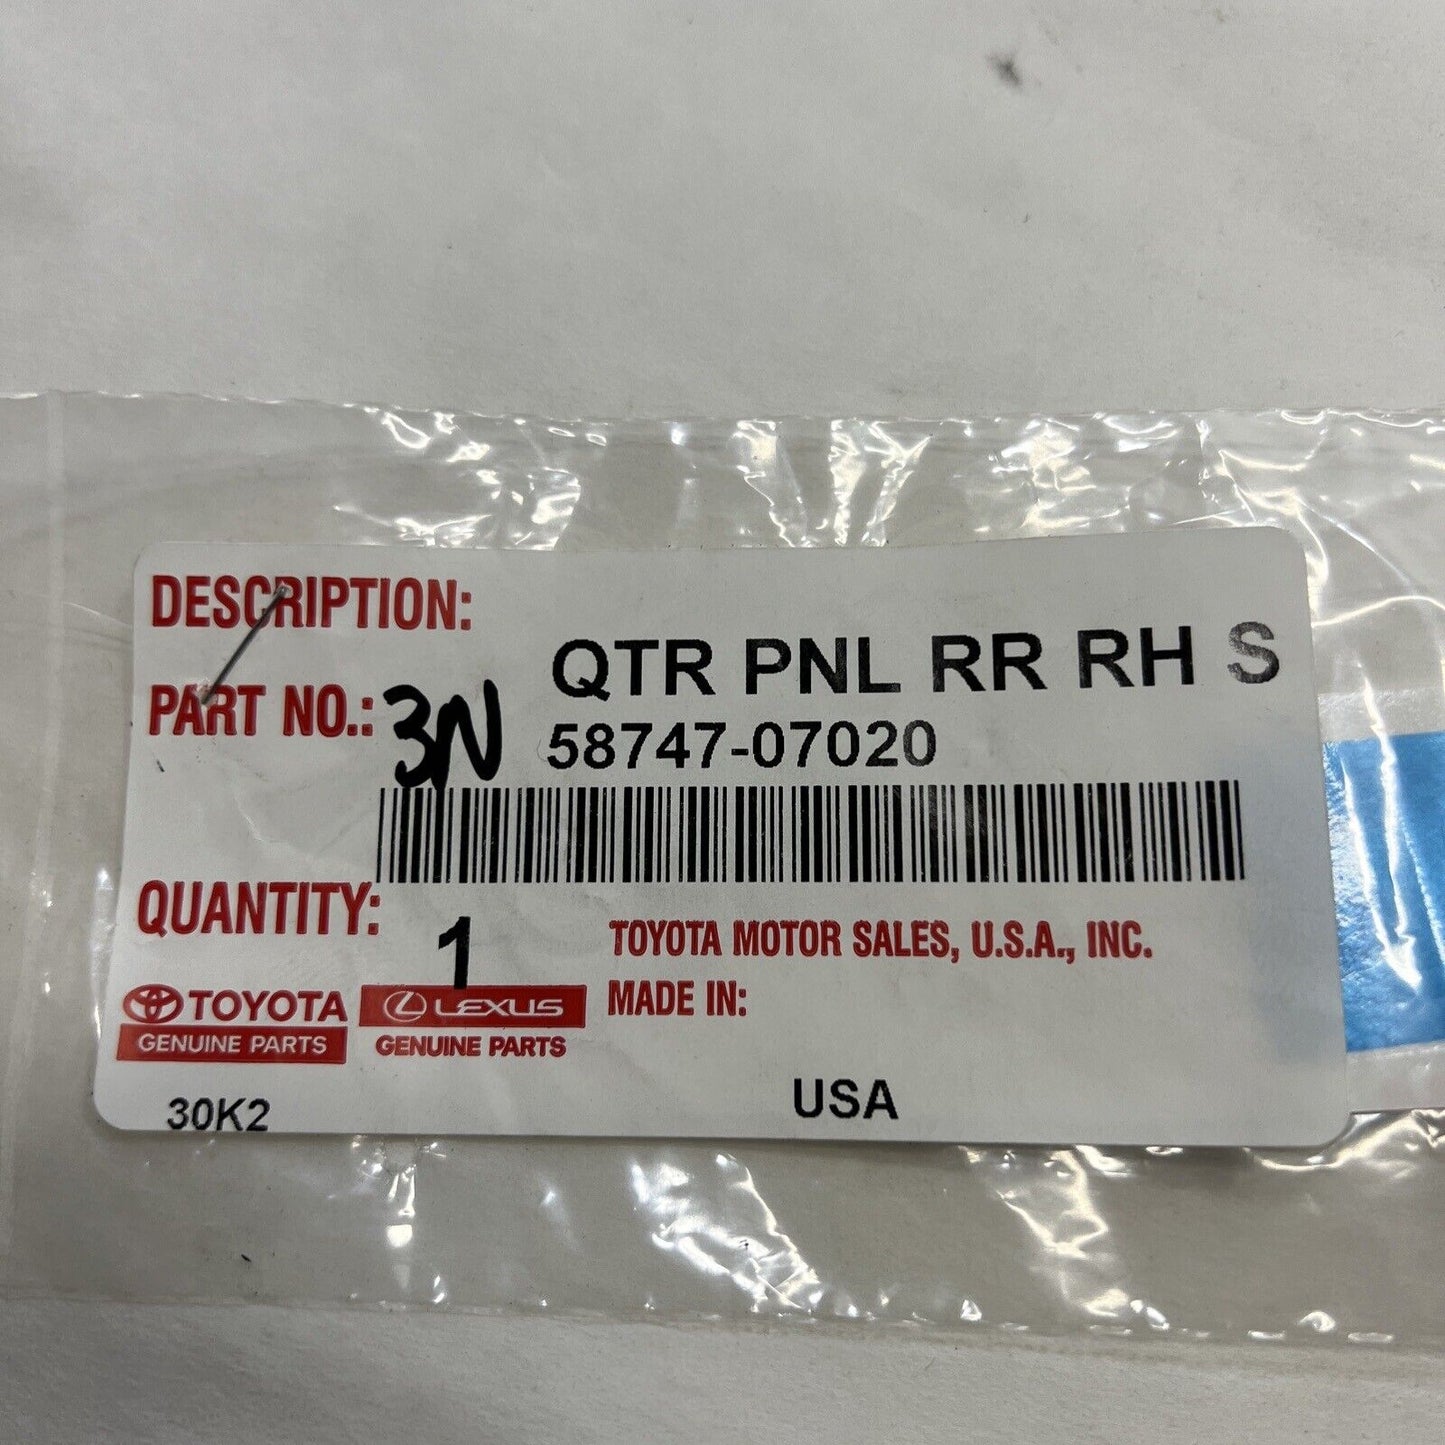 DESCRIPTION:
QTR PNL RR RH S
PART NO.: 3N 58747-07020
QUANTITY: 1
TOYOTA MOTOR SALES, U.S.A., INC.
TOYOTA
GENUINE PARTS
LEXUS
GENUINE PARTS
MADE IN:
USA
30K2